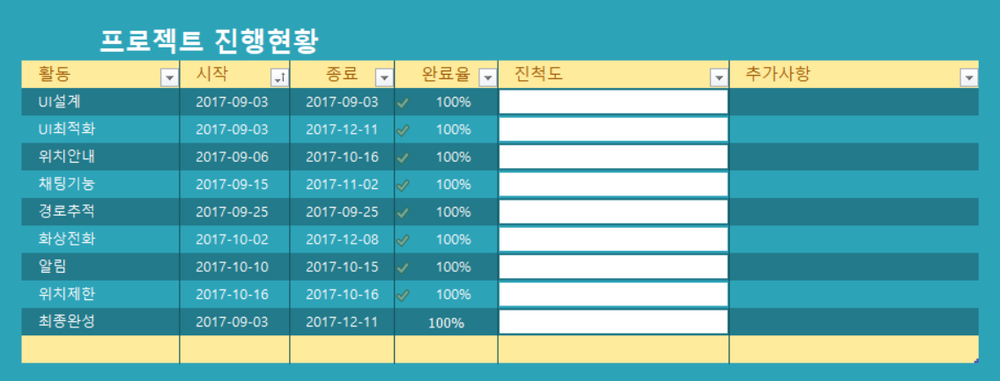 프로젝트 진행현황
활동 시작 종료 완료율 진척도 추가사항
UI설계 2017-09-03 2017-09-03 100%
UI최적화 2017-09-03 2017-12-11 100%
위치안내 2017-09-06 2017-10-16 100%
채팅기능 2017-09-15 2017-11-02 100%
경로추적 2017-09-25 2017-09-25 100%
화상전화 2017-10-02 2017-12-08 100%
알림 2017-10-10 2017-10-15 100%
위치제한 2017-10-16 2017-10-16 100%
최종완성 2017-09-03 2017-12-11 100%